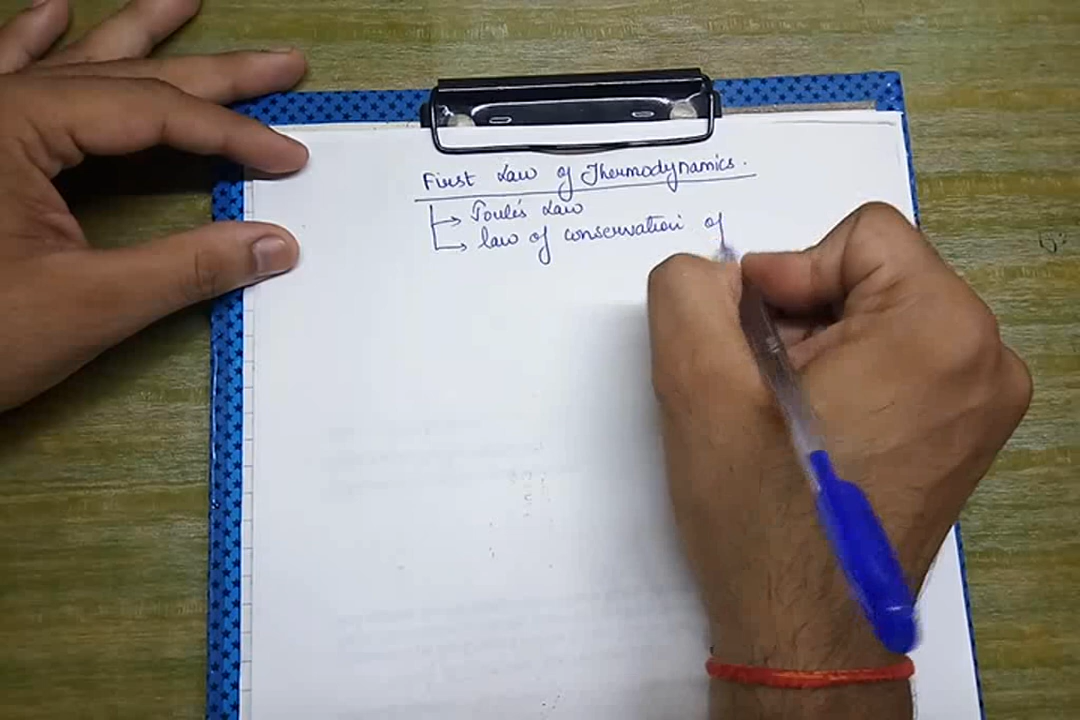 First Law of Thermodynamics.
Joule's Law
law of conservation of